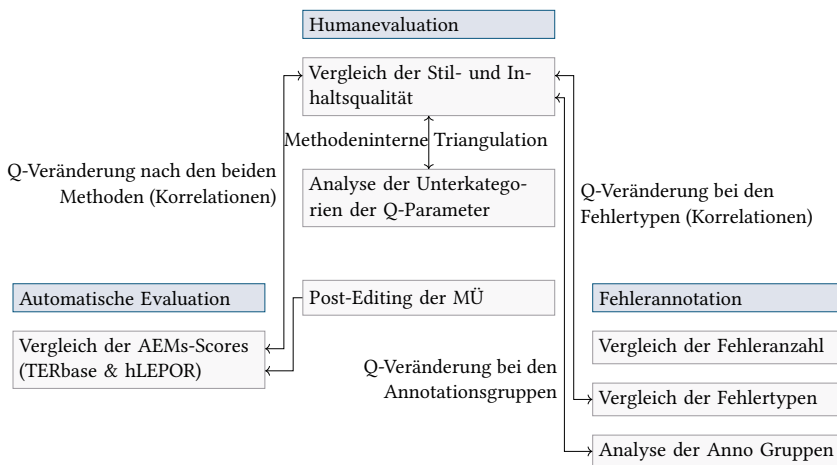 Humanevaluation
Vergleich der Stil- und In-
haltsqualität
Methodeninterne Triangulation
Q-Veränderung nach den beiden
Methoden (Korrelationen)
Analyse der Unterkatego-
rien der Q-Parameter
Q-Veränderung bei den
Fehlertypen (Korrelationen)
Automatische Evaluation
Post-Editing der MÜ
Fehlerannotation
Vergleich der AEMs-Scores
(TERbase & hLEPOR)
Vergleich der Fehleranzahl
Q-Veränderung bei den
Annotationsgruppen
Vergleich der Fehlertypen
Analyse der Anno Gruppen